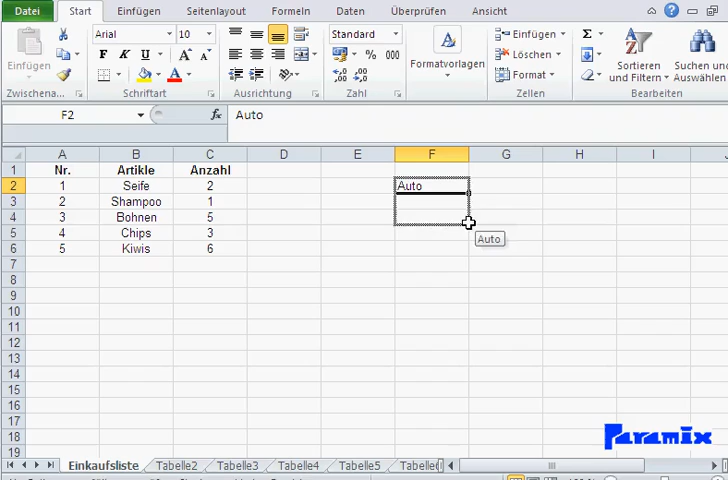 Datei Start Einfügen Seitenlayout Formeln Daten Überprüfen Ansicht
Arial 10 Standard Einfügen Σ
Einfügen F K U % 000 Formatvorlagen Löschen Sortieren Suchen
Format und Filtern Auswählen
Zwischena... Schriftart Ausrichtung Zahl Zellen Bearbeiten
F2 fx Auto
A B C D E F G H I
1 Nr. Artikle Anzahl
2 1 Seife 2 Auto
3 2 Shampoo 1
4 3 Bohnen 5
5 4 Chips 3 Auto
6 5 Kiwis 6
7
8
9
10
11
12
13
14
15
16
17
18
19
Paramix
Einkaufsliste Tabelle2 Tabelle3 Tabelle4 Tabelle5